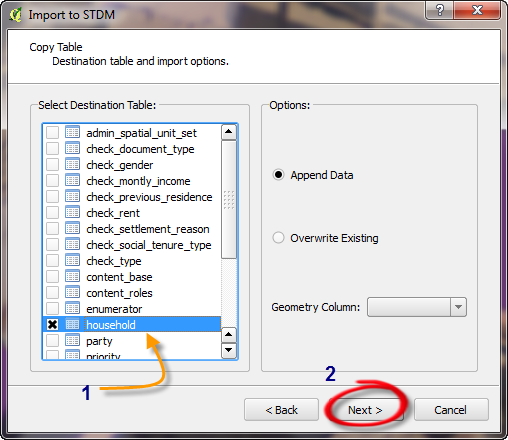 Import to STDM
Copy Table
Destination table and import options.
Select Destination Table:
admin_spatial_unit_set
check_document_type
check_gender
check_montly_income
check_previous_residence
check_rent
check_settlement_reason
check_social_tenure_type
check_type
content_base
content_roles
enumerator
household
party
priority
Options:
Append Data
Overwrite Existing
Geometry Column:
1
2
< Back
Next >
Cancel